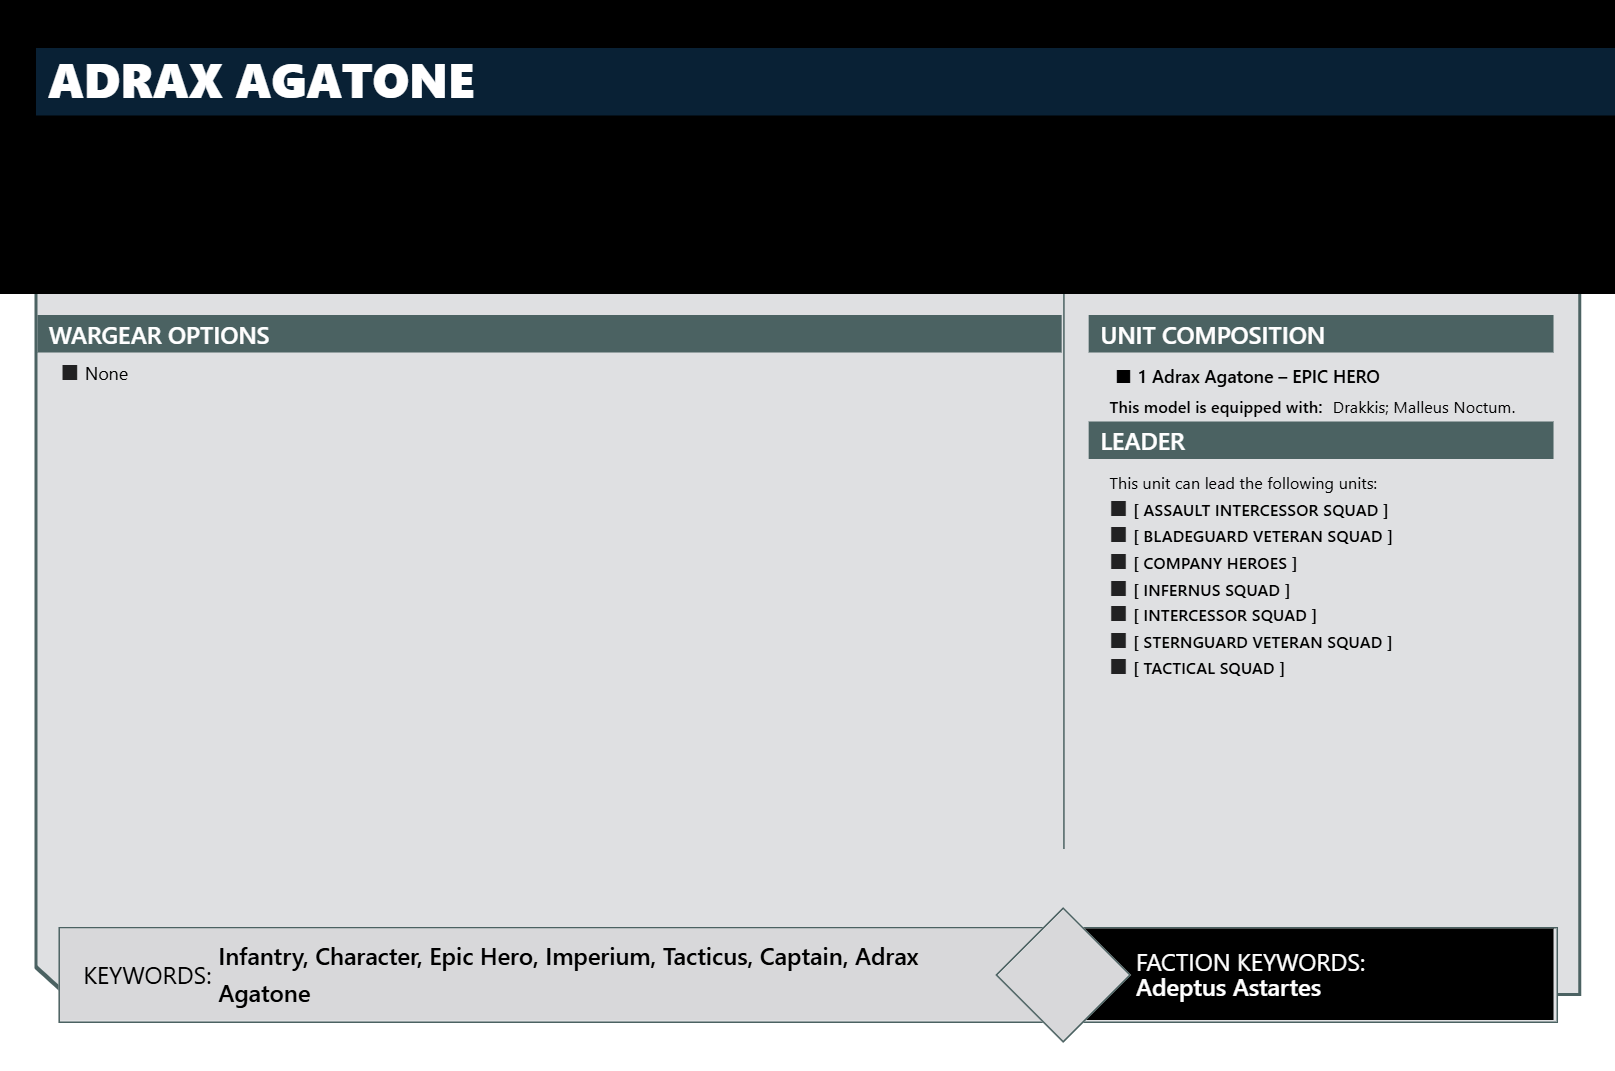 ADRAX AGATONE
WARGEAR OPTIONS
■ None
UNIT COMPOSITION
■ 1 Adrax Agatone – EPIC HERO
This model is equipped with: Drakkis; Malleus Noctum.
LEADER
This unit can lead the following units:
■ [ ASSAULT INTERCESSOR SQUAD ]
■ [ BLADEGUARD VETERAN SQUAD ]
■ [ COMPANY HEROES ]
■ [ INFERNUS SQUAD ]
■ [ INTERCESSOR SQUAD ]
■ [ STERNGUARD VETERAN SQUAD ]
■ [ TACTICAL SQUAD ]
KEYWORDS: Infantry, Character, Epic Hero, Imperium, Tacticus, Captain, Adrax
Agatone
FACTION KEYWORDS:
Adeptus Astartes